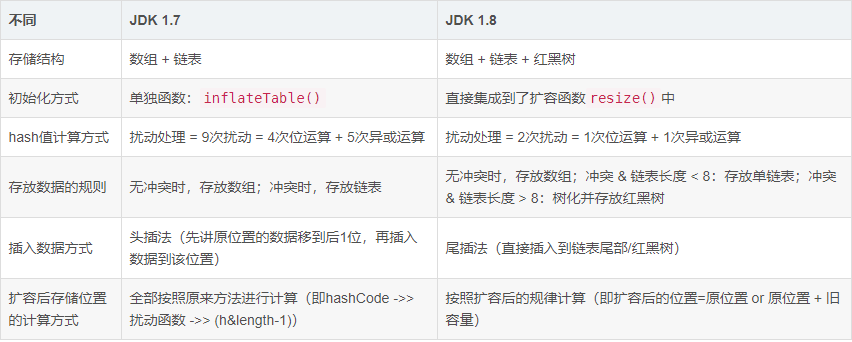 不同 JDK 1.7 JDK 1.8
存储结构 数组 + 链表 数组 + 链表 + 红黑树
初始化方式 单独函数： inflateTable() 直接集成到了扩容函数 resize() 中
hash值计算方式 扰动处理 = 9次扰动 = 4次位运算 + 5次异或运算 扰动处理 = 2次扰动 = 1次位运算 + 1次异或运算
存放数据的规则 无冲突时，存放数组；冲突时，存放链表 无冲突时，存放数组；冲突 & 链表长度 < 8：存放单链表；冲突
& 链表长度 > 8：树化并存放红黑树
插入数据方式 头插法（先讲原位置的数据移到后1位，再插入
数据到该位置） 尾插法（直接插入到链表尾部/红黑树）
扩容后存储位置
的计算方式 全部按照原来方法进行计算（即hashCode ->>
扰动函数 ->> (h&length-1)） 按照扩容后的规律计算（即扩容后的位置=原位置 or 原位置 + 旧
容量）